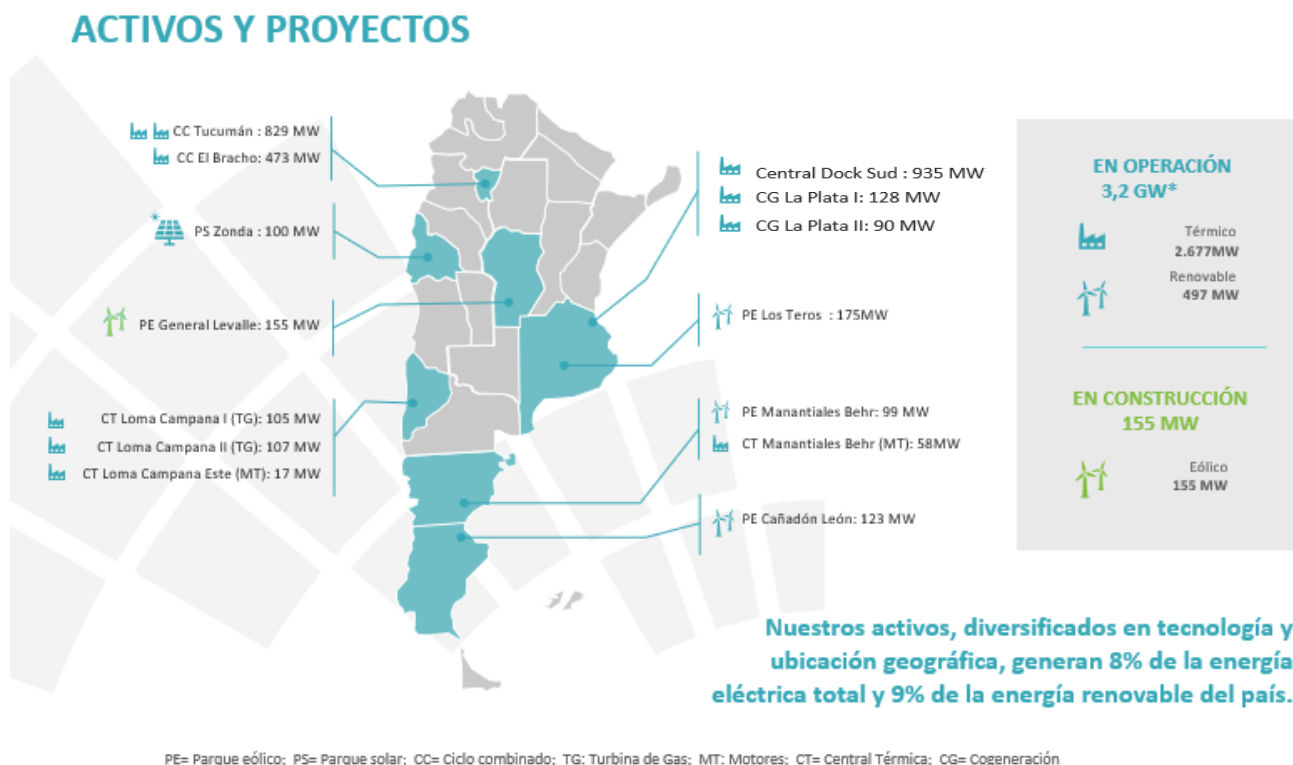 ACTIVOS Y PROYECTOS
CC Tucumán : 829 MW
CC El Bracho: 473 MW
PS Zonda : 100 MW
PE General Levalle: 155 MW
CT Loma Campana I (TG): 105 MW
CT Loma Campana II (TG): 107 MW
CT Loma Campana Este (MT): 17 MW
Central Dock Sud : 935 MW
CG La Plata I: 128 MW
CG La Plata II: 90 MW
PE Los Teros : 175MW
PE Manantiales Behr: 99 MW
CT Manantiales Behr (MT): 58MW
PE Cañadón León: 123 MW
EN OPERACIÓN
3,2 GW*
Térmico
2.677MW
Renovable
497 MW
EN CONSTRUCCIÓN
155 MW
Eólico
155 MW
Nuestros activos, diversificados en tecnología y
ubicación geográfica, generan 8% de la energía
eléctrica total y 9% de la energía renovable del país.
PE= Parque eólico; PS= Parque solar; CC= Ciclo combinado; TG: Turbina de Gas; MT: Motores; CT= Central Térmica; CG= Cogeneración